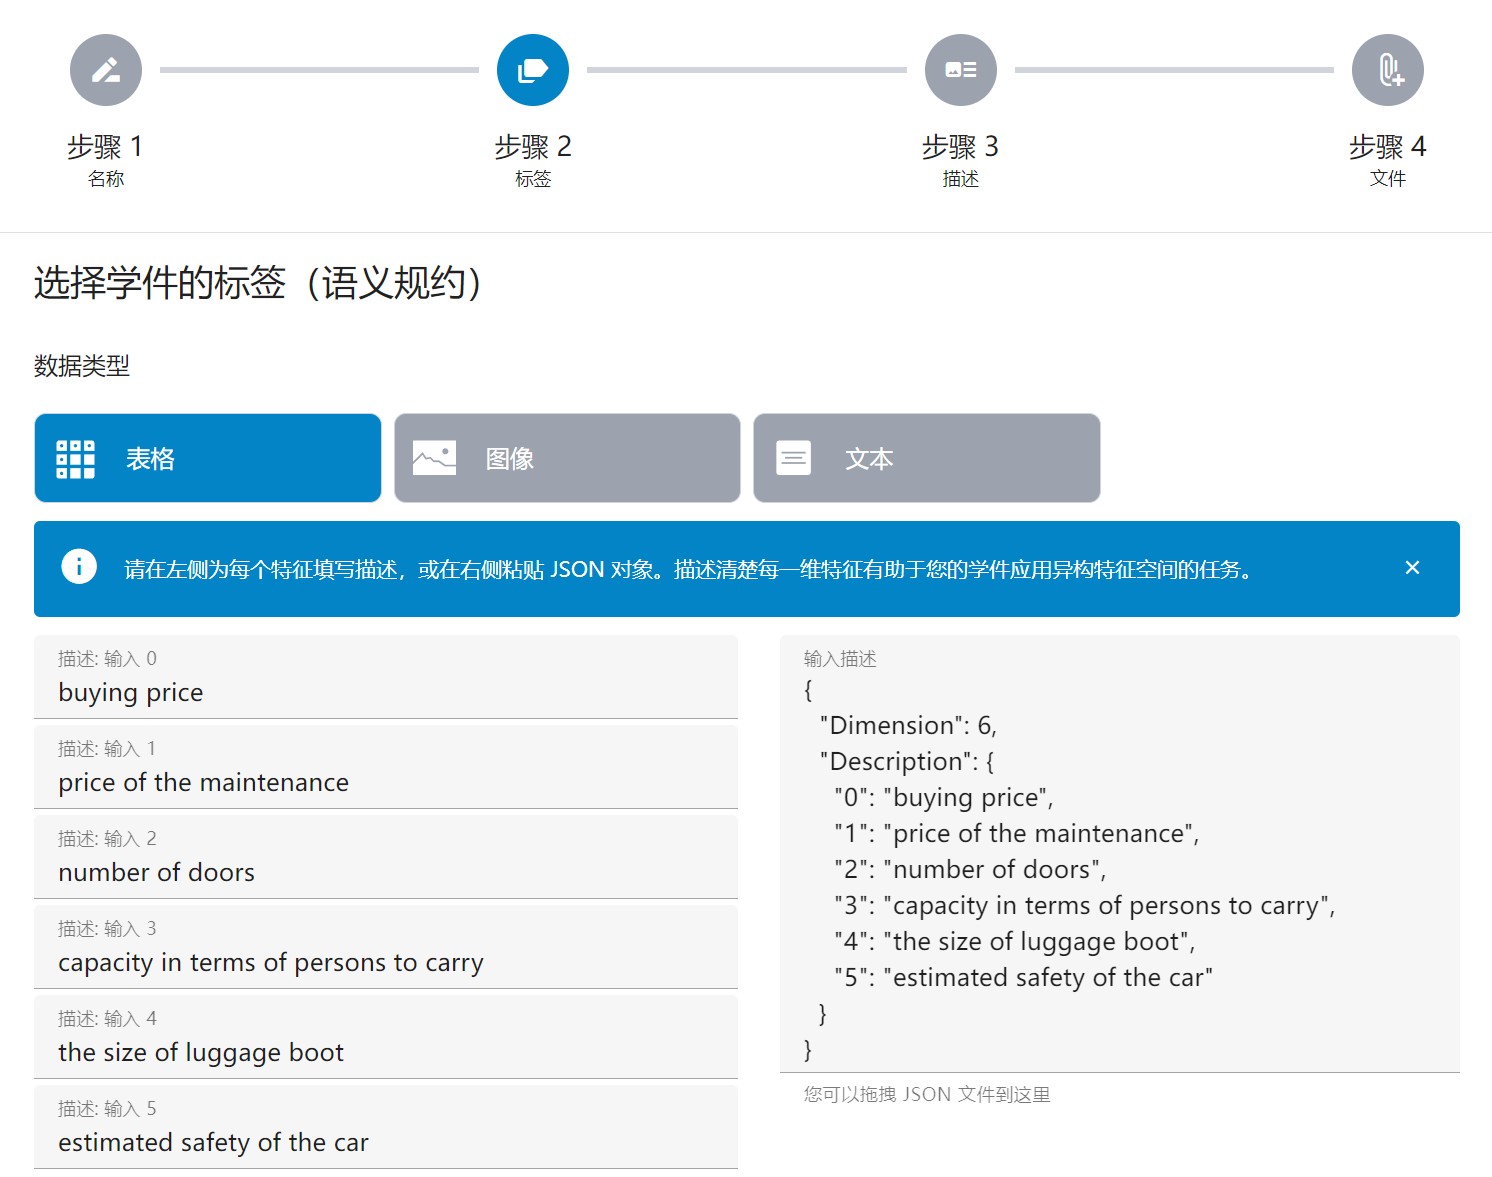 步骤 1
名称
步骤 2
标签
步骤 3
描述
步骤 4
文件
选择学件的标签（语义规约）
数据类型
表格
图像
文本
请在左侧为每个特征填写描述，或在右侧粘贴 JSON 对象。描述清楚每一维特征有助于您的学件应用异构特征空间的任务。
描述: 输入 0
buying price
描述: 输入 1
price of the maintenance
描述: 输入 2
number of doors
描述: 输入 3
capacity in terms of persons to carry
描述: 输入 4
the size of luggage boot
描述: 输入 5
estimated safety of the car
输入描述
{
"Dimension": 6,
"Description": {
"0": "buying price",
"1": "price of the maintenance",
"2": "number of doors",
"3": "capacity in terms of persons to carry",
"4": "the size of luggage boot",
"5": "estimated safety of the car"
}
}
您可以拖拽 JSON 文件到这里